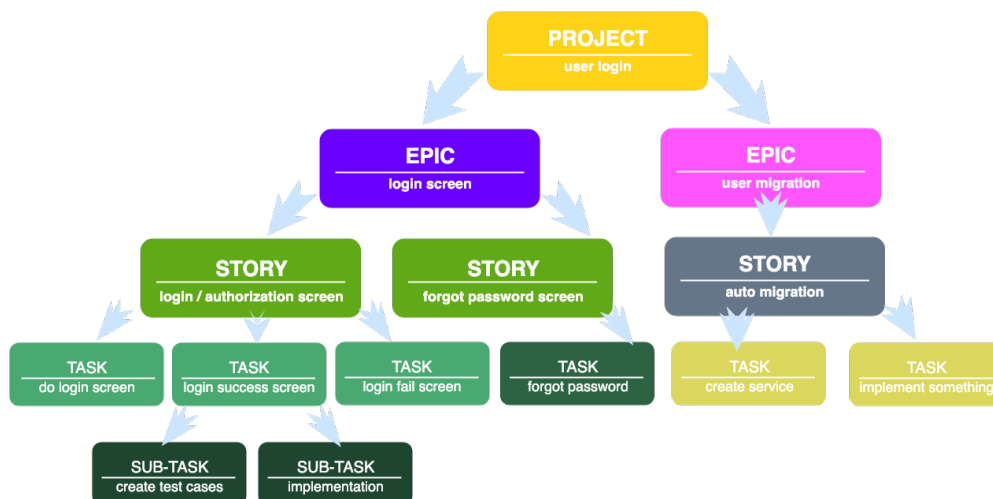 PROJECT
user login
EPIC
login screen
EPIC
user migration
STORY
login / authorization screen
STORY
forgot password screen
STORY
auto migration
TASK
do login screen
TASK
login success screen
TASK
login fail screen
TASK
forgot password
TASK
create service
TASK
implement something
SUB-TASK
create test cases
SUB-TASK
implementation